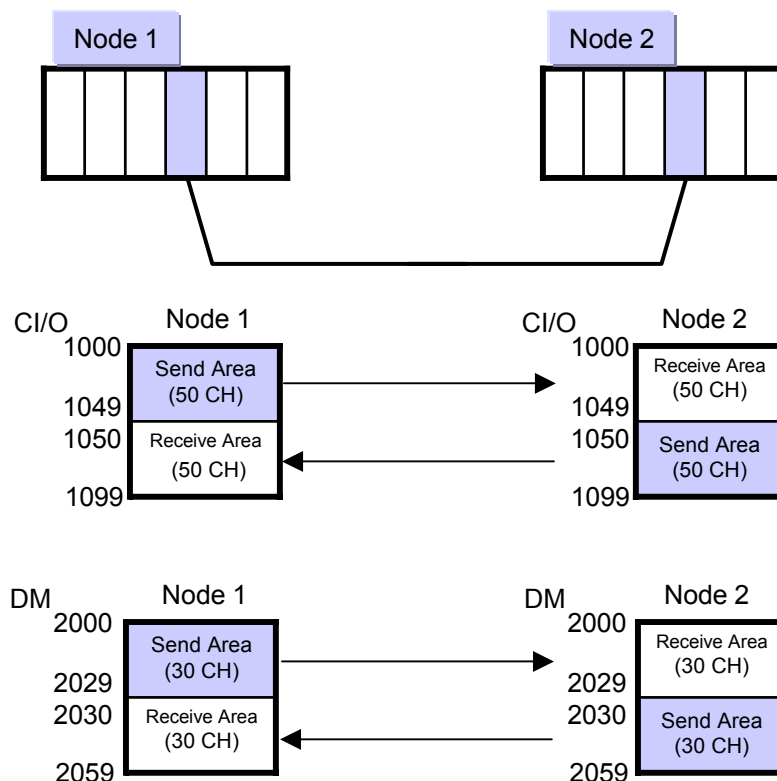 Node 1
Node 2
CI/O
Node 1
1000
Send Area
(50 CH)
1049
1050
Receive Area
(50 CH)
1099
CI/O
Node 2
1000
Receive Area
(50 CH)
1049
1050
Send Area
(50 CH)
1099
DM
Node 1
2000
Send Area
(30 CH)
2029
2030
Receive Area
(30 CH)
2059
DM
Node 2
2000
Receive Area
(30 CH)
2029
2030
Send Area
(30 CH)
2059